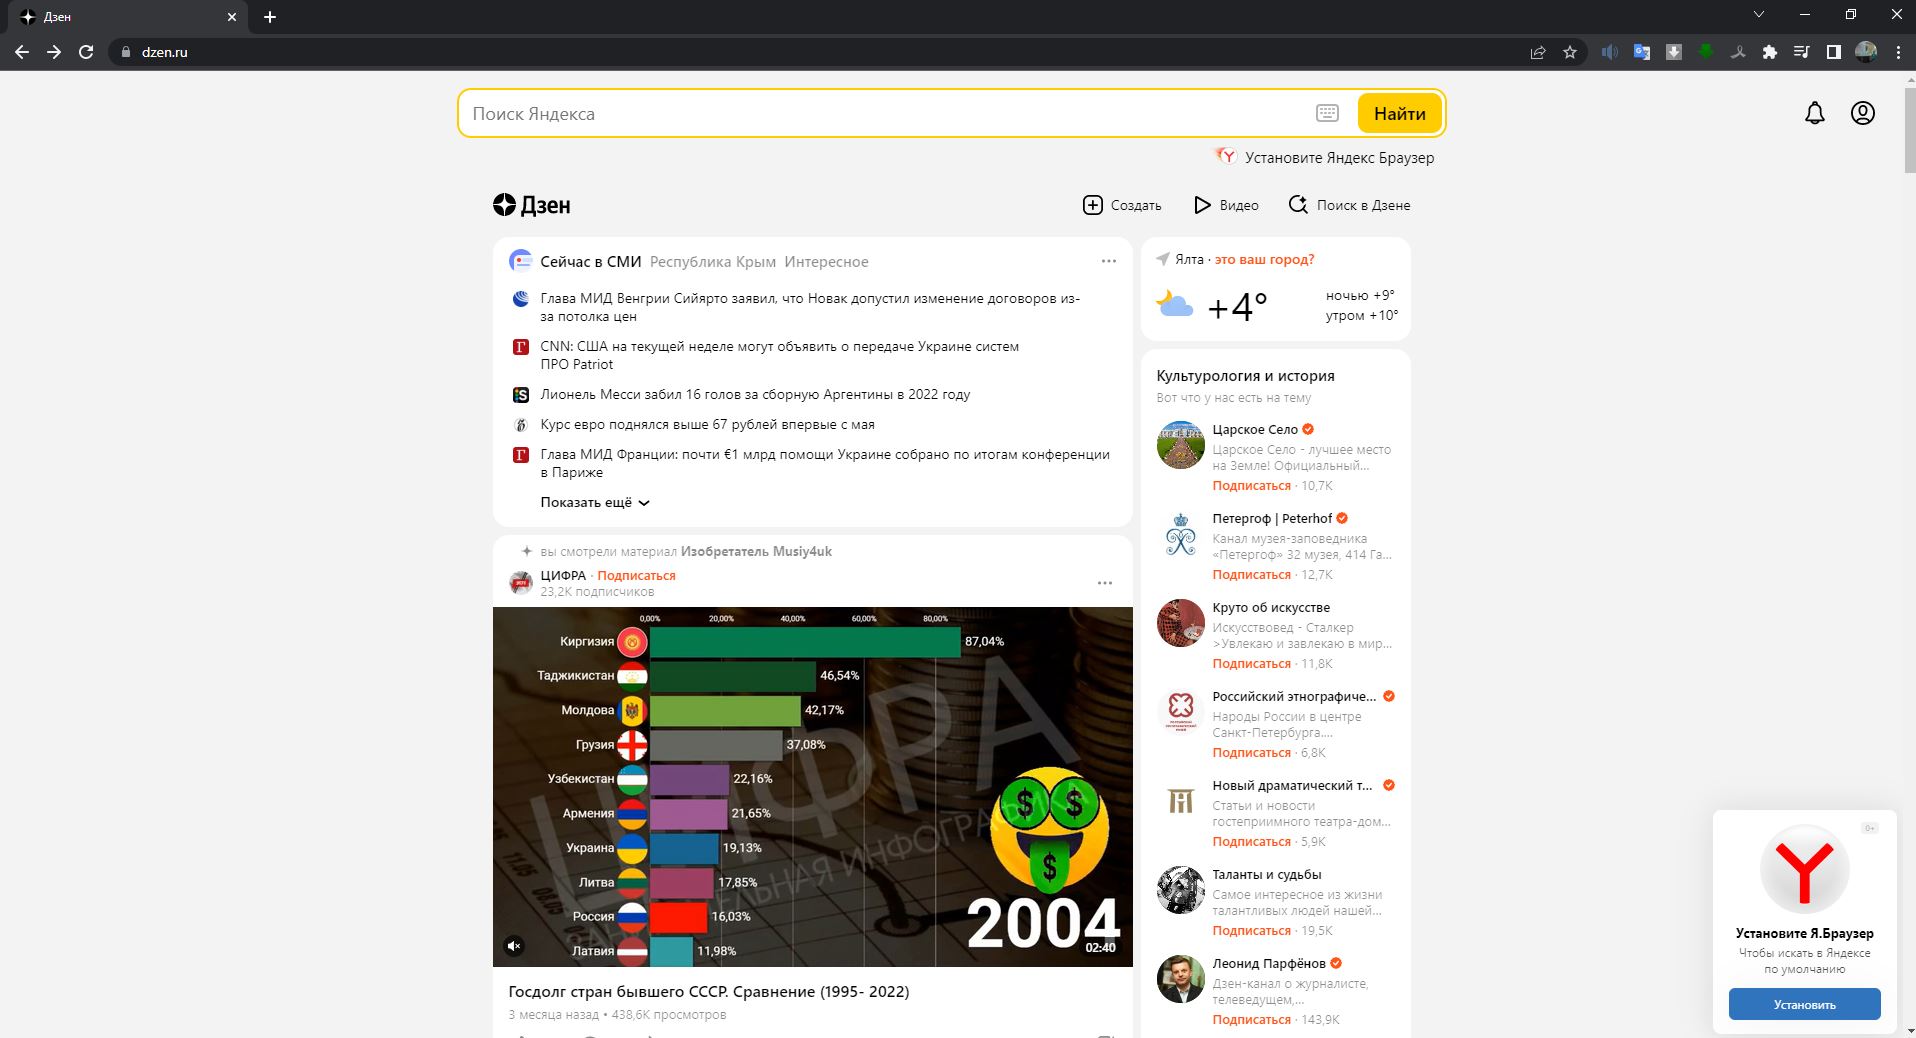 Дзен
dzen.ru
Поиск Яндекса
Найти
Установите Яндекс Браузер
Дзен
Создать
Видео
Поиск в Дзене
Сейчас в СМИ Республика Крым Интересное
Глава МИД Венгрии Сийярто заявил, что Новак допустил изменение договоров из-
за потолка цен
CNN: США на текущей неделе могут объявить о передаче Украине систем
ПРО Patriot
Лионель Месси забил 16 голов за сборную Аргентины в 2022 году
Курс евро поднялся выше 67 рублей впервые с мая
Глава МИД Франции: почти €1 млрд помощи Украине собрано по итогам конференции
в Париже
Показать ещё
вы смотрели материал Изобретатель Musiy4uk
ЦИФРА · Подписаться
23,2K подписчиков
0,00% 20,00% 40,00% 60,00% 80,00%
Киргизия 87,04%
Таджикистан 46,54%
Молдова 42,17%
Грузия 37,08%
Узбекистан 22,16%
Армения 21,65%
Украина 19,13%
Литва 17,85%
Россия 16,03%
Латвия 11,98%
ЦИФРА
2004
02:40
Госдолг стран бывшего СССР. Сравнение (1995- 2022)
3 месяца назад • 438,6K просмотров
Ялта · это ваш город?
+4°
ночью +9°
утром +10°
Культурология и история
Вот что у нас есть на тему
Царское Село
Царское Село - лучшее место
на Земле! Официальный...
Подписаться · 10,7K
Петергоф | Peterhof
Канал музея-заповедника
«Петергоф» 32 музея, 414 Га...
Подписаться · 12,7K
Круто об искусстве
Искусствовед - Сталкер
>Увлекаю и завлекаю в мир...
Подписаться · 11,8K
Российский этнографиче...
Народы России в центре
Санкт-Петербурга....
Подписаться · 6,8K
Новый драматический т...
Статьи и новости
гостеприимного театра-дом...
Подписаться · 5,9K
Таланты и судьбы
Самое интересное из жизни
талантливых людей нашей...
Подписаться · 19,5K
Леонид Парфёнов
Дзен-канал о журналисте,
телеведущем,...
Подписаться · 143,9K
0+
Установите Я.Браузер
Чтобы искать в Яндексе
по умолчанию
Установить